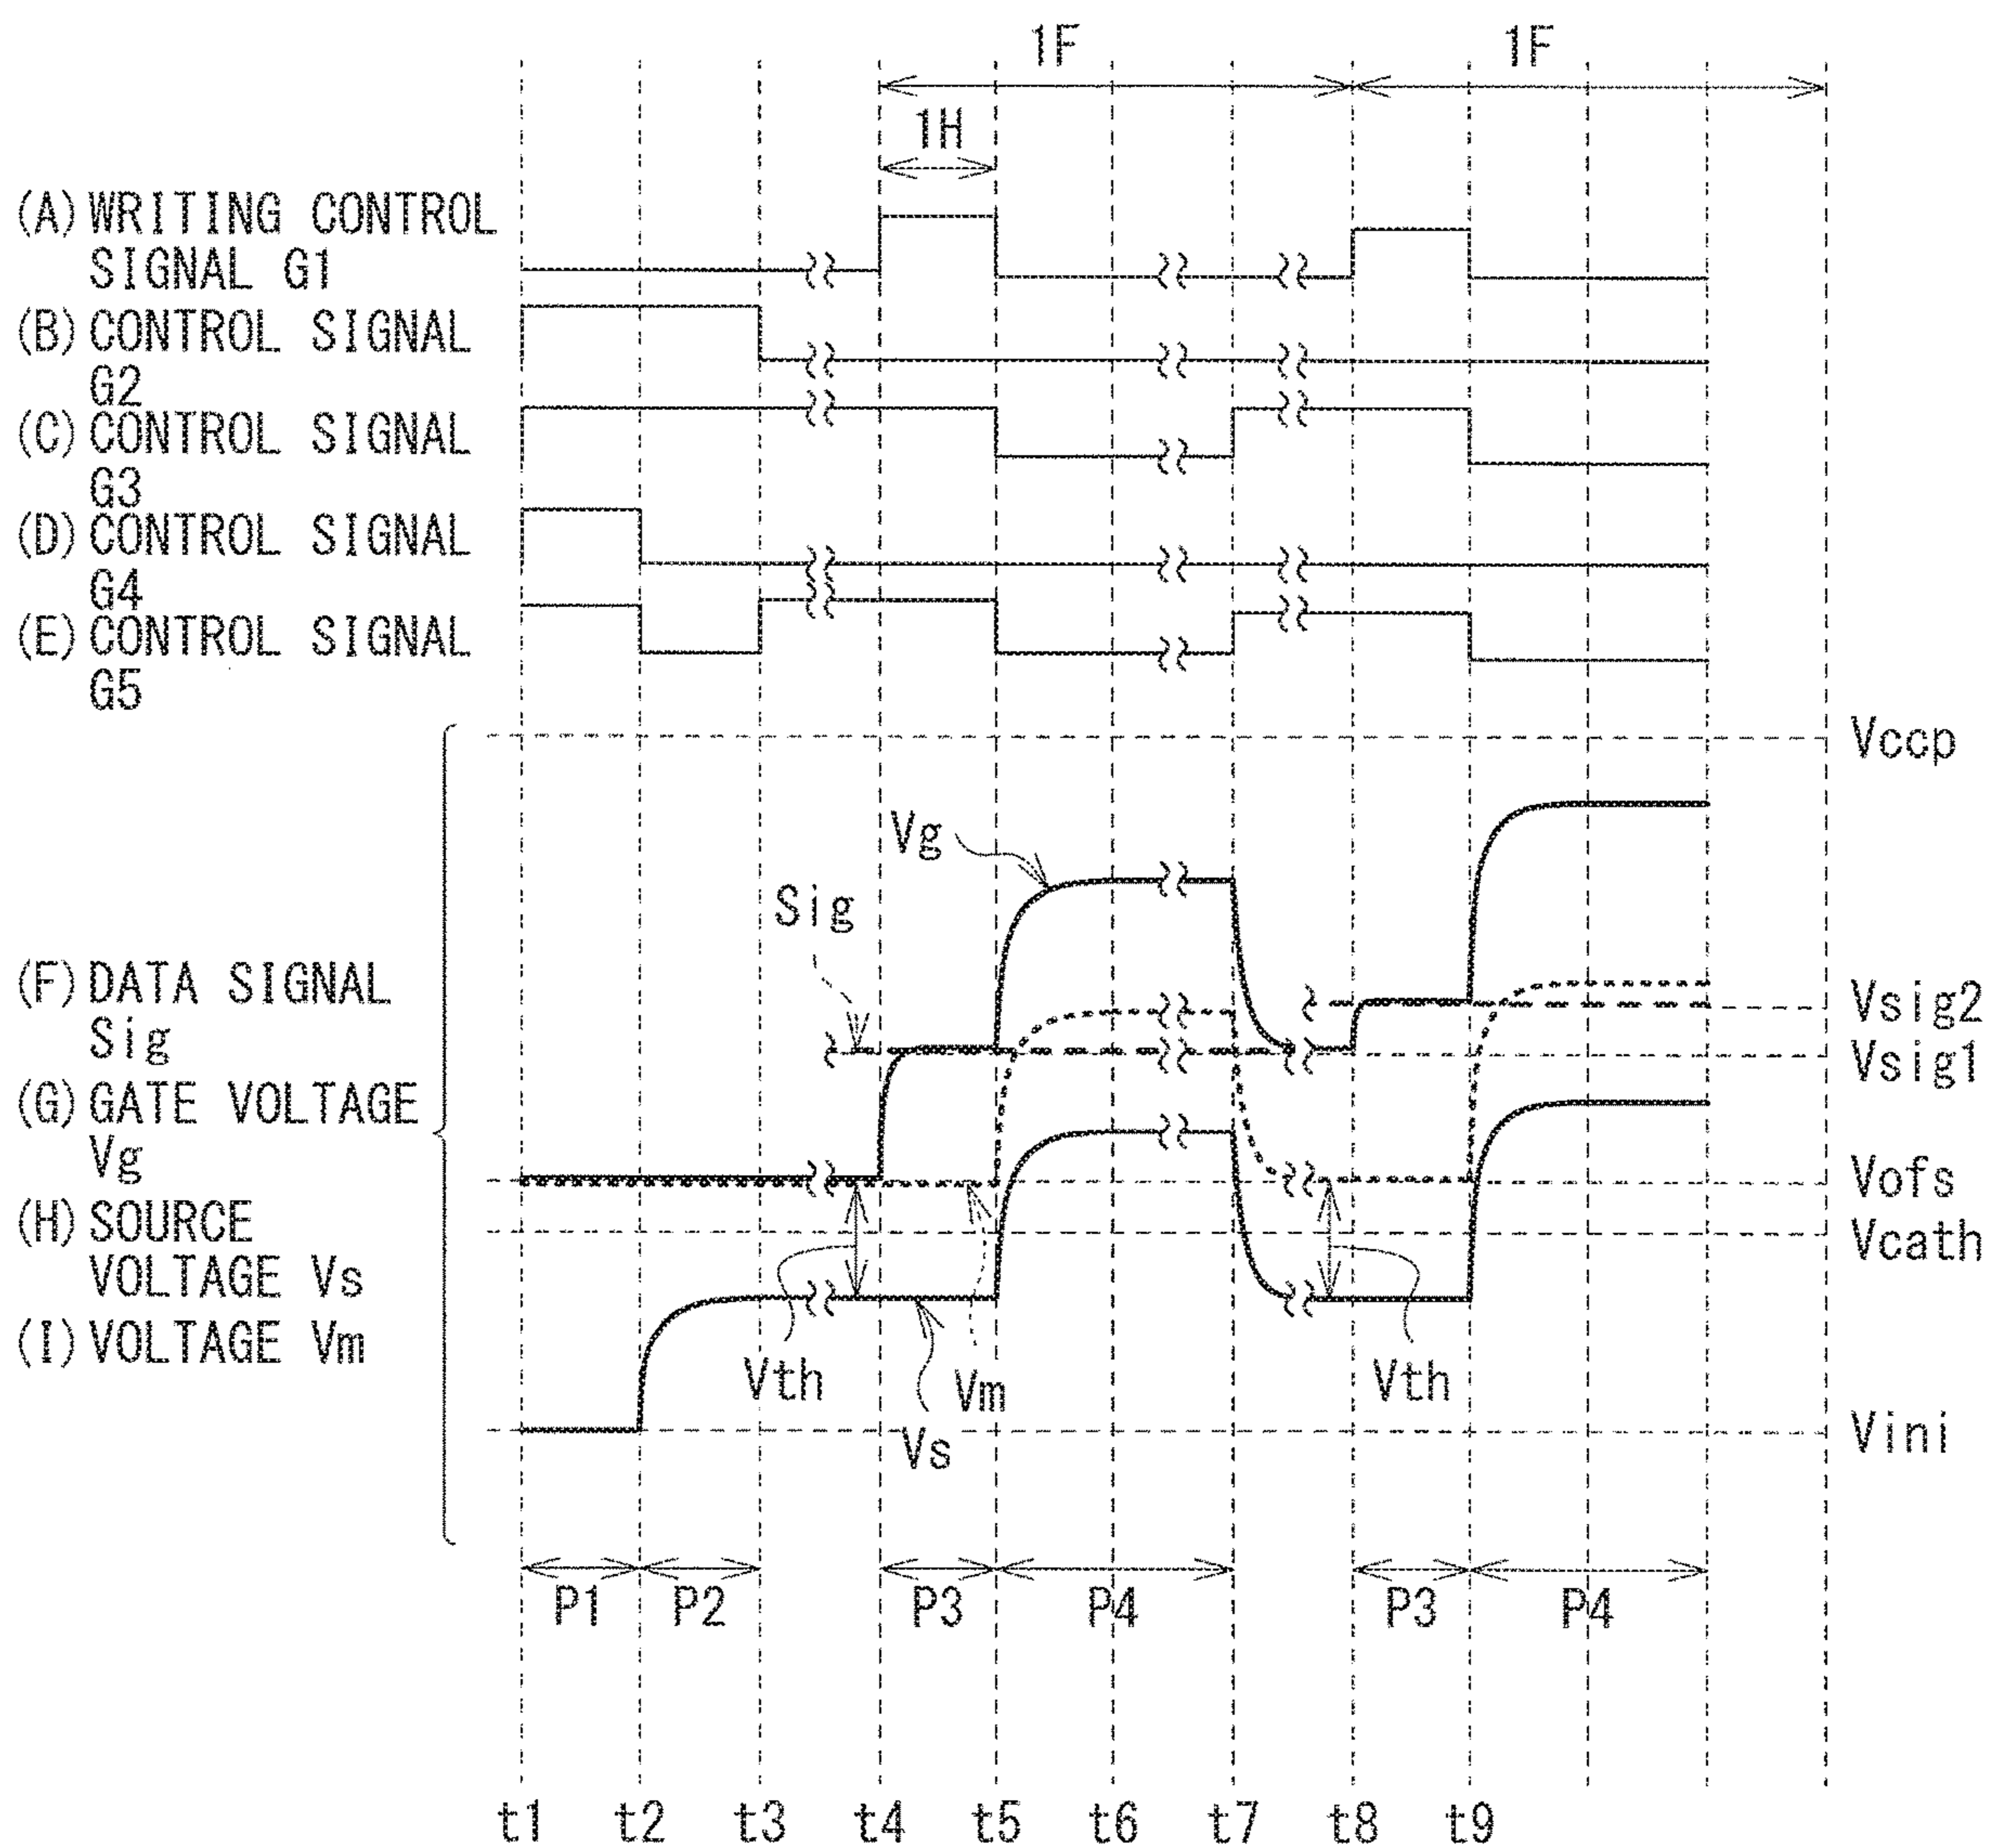 1F 1F
1H
(A) WRITING CONTROL
SIGNAL G1
(B) CONTROL SIGNAL
G2
(C) CONTROL SIGNAL
G3
(D) CONTROL SIGNAL
G4
(E) CONTROL SIGNAL
G5
Vccp
Vg
Sig
(F) DATA SIGNAL
Sig
Vsig2
Vsig1
(G) GATE VOLTAGE
Vg
Vofs
(H) SOURCE
VOLTAGE Vs
Vcath
(I) VOLTAGE Vm
Vth Vm Vth
Vs
Vini
P1 P2 P3 P4 P3 P4
t1 t2 t3 t4 t5 t6 t7 t8 t9